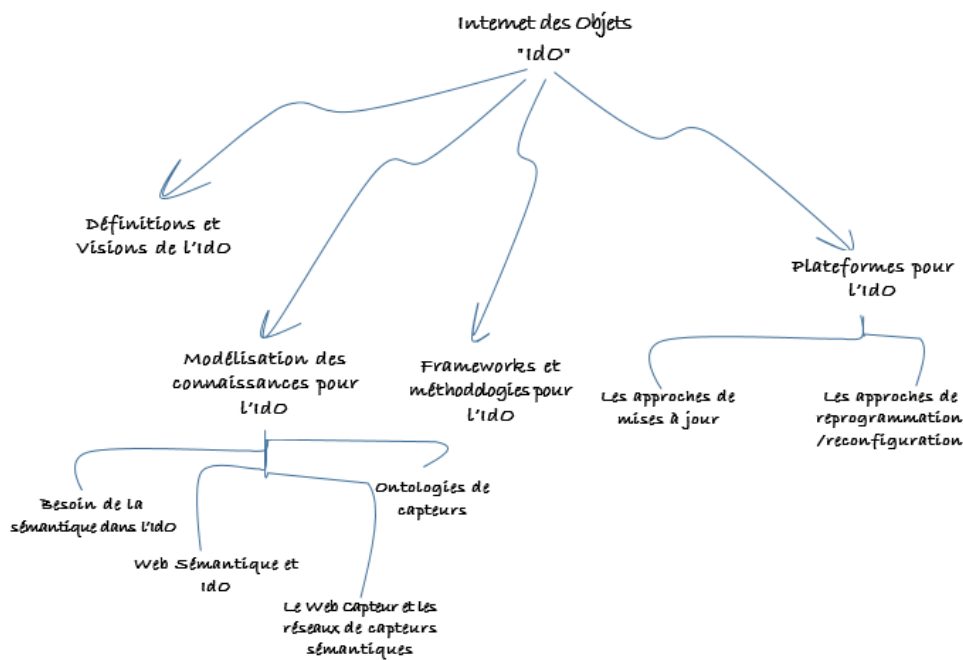 Internet des Objets
"IdO"
Définitions et
Visions de l'IdO
Plateformes pour
l'IdO
Modélisation des
connaissances pour
l'IdO
Frameworks et
méthodologies pour
l'IdO
Les approches de
mises à jour
Les approches de
reprogrammation
/reconfiguration
Besoin de la
sémantique dans l'IdO
Web Sémantique et
IdO
Le Web Capteur et les
réseaux de capteurs
sémantiques
Ontologies de
capteurs